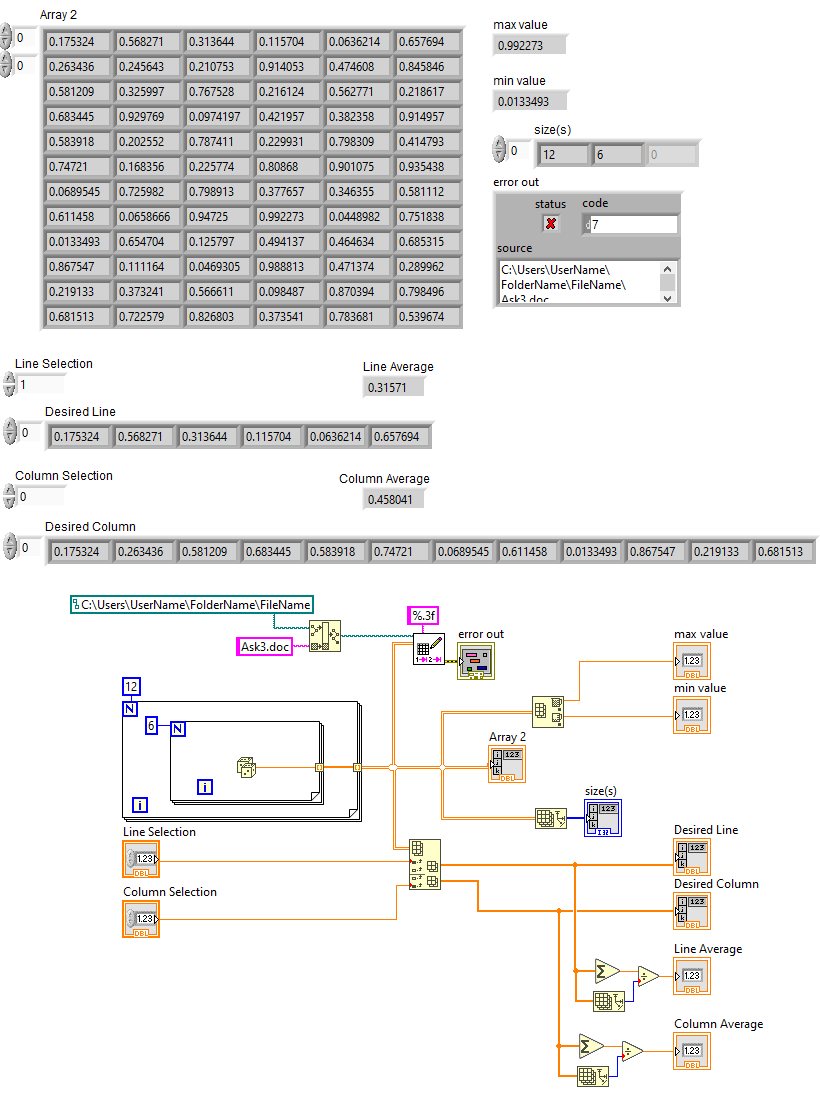 Array 2
0
0
0.175324 0.568271 0.313644 0.115704 0.0636214 0.657694
0.263436 0.245643 0.210753 0.914053 0.474608 0.845846
0.581209 0.325997 0.767528 0.216124 0.562771 0.218617
0.683445 0.929769 0.0974197 0.421957 0.382358 0.914957
0.583918 0.202552 0.787411 0.229931 0.798309 0.414793
0.74721 0.168356 0.225774 0.80868 0.901075 0.935438
0.0689545 0.725982 0.798913 0.377657 0.346355 0.581112
0.611458 0.0658666 0.94725 0.992273 0.0448982 0.751838
0.0133493 0.654704 0.125797 0.494137 0.464634 0.685315
0.867547 0.111164 0.0469305 0.988813 0.471374 0.289962
0.219133 0.373241 0.566611 0.098487 0.870394 0.798496
0.681513 0.722579 0.826803 0.373541 0.783681 0.539674
max value
0.992273
min value
0.0133493
size(s)
0 12 6 0
error out
status code
7
source
C:\Users\UserName\
FolderName\FileName\
Ask3.doc
Line Selection
1
Line Average
0.31571
Desired Line
0 0.175324 0.568271 0.313644 0.115704 0.0636214 0.657694
Column Selection
0
Column Average
0.458041
Desired Column
0 0.175324 0.263436 0.581209 0.683445 0.583918 0.74721 0.0689545 0.611458 0.0133493 0.867547 0.219133 0.681513
C:\Users\UserName\FolderName\FileName
%.3f
Ask3.doc
1 2
error out
12
N
6 N
i
i
max value
1.23
DBL
min value
1.23
DBL
Array 2
i 123
j
k
DBL
size(s)
i 123
j
k
I32
Line Selection
1.23
DBL
Column Selection
1.23
DBL
Desired Line
i 123
j
k
DBL
Desired Column
i 123
j
k
DBL
Line Average
Σ ÷ 1.23
DBL
Column Average
Σ ÷ 1.23
DBL